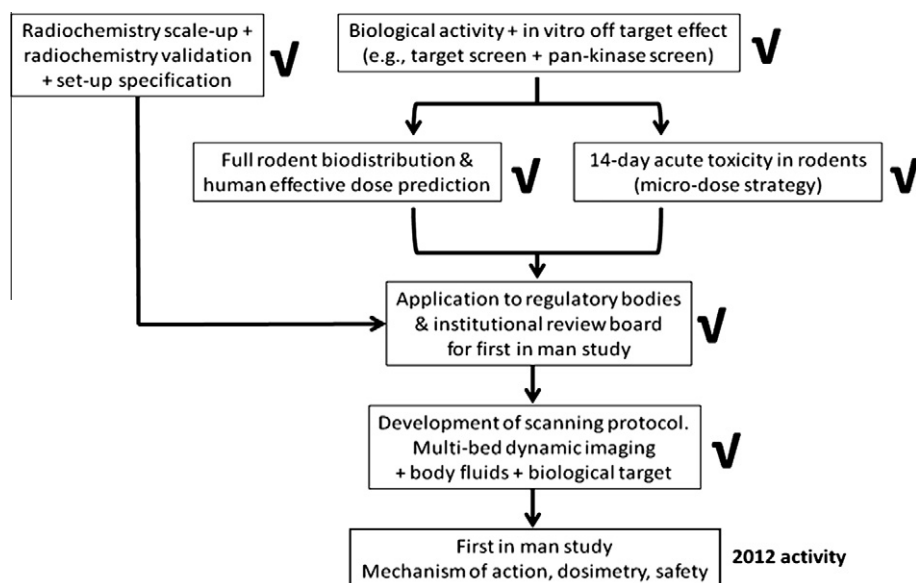 Radiochemistry scale-up +
radiochemistry validation
+ set-up specification
√
Biological activity + in vitro off target effect
(e.g., target screen + pan-kinase screen)
√
Full rodent biodistribution &
human effective dose prediction
√
14-day acute toxicity in rodents
(micro-dose strategy)
√
Application to regulatory bodies
& institutional review board
for first in man study
√
Development of scanning protocol.
Multi-bed dynamic imaging
+ body fluids + biological target
√
First in man study
Mechanism of action, dosimetry, safety
2012 activity